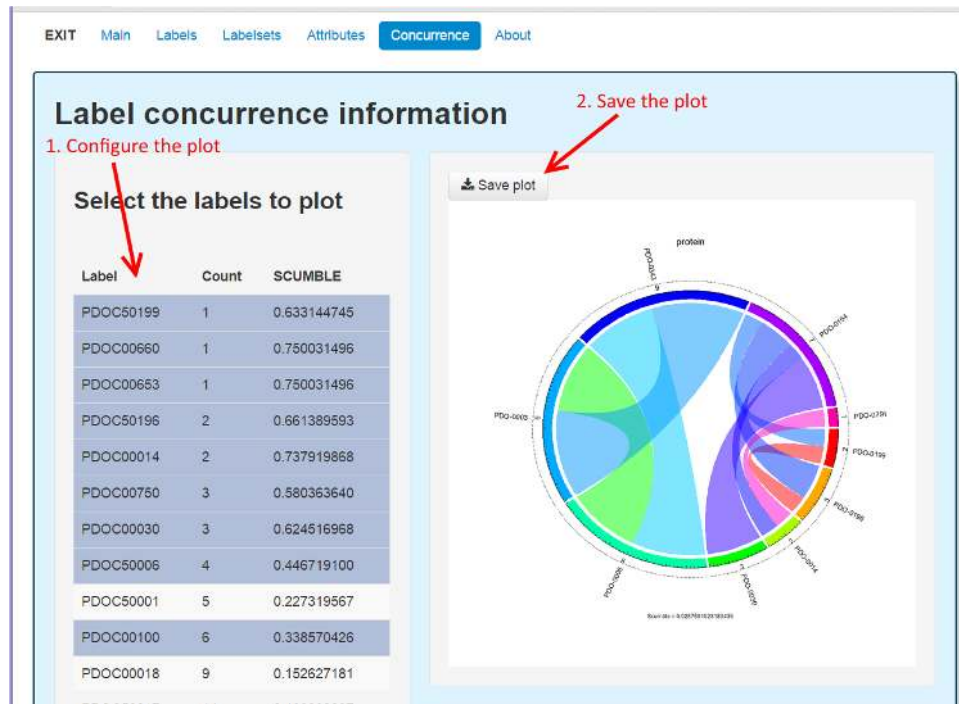 EXIT Main Labels Labelsets Attributes Concurrence About
Label concurrence information
2. Save the plot
1. Configure the plot
Select the labels to plot
Label Count SCUMBLE
PDOC50199 1 0.633144745
PDOC00660 1 0.750031496
PDOC00653 1 0.750031496
PDOC50196 2 0.661389593
PDOC00014 2 0.737919868
PDOC00750 3 0.580363640
PDOC00030 3 0.624516968
PDOC50006 4 0.446719100
PDOC50001 5 0.227319567
PDOC00100 6 0.338570426
PDOC00018 9 0.152627181
Save plot
protein